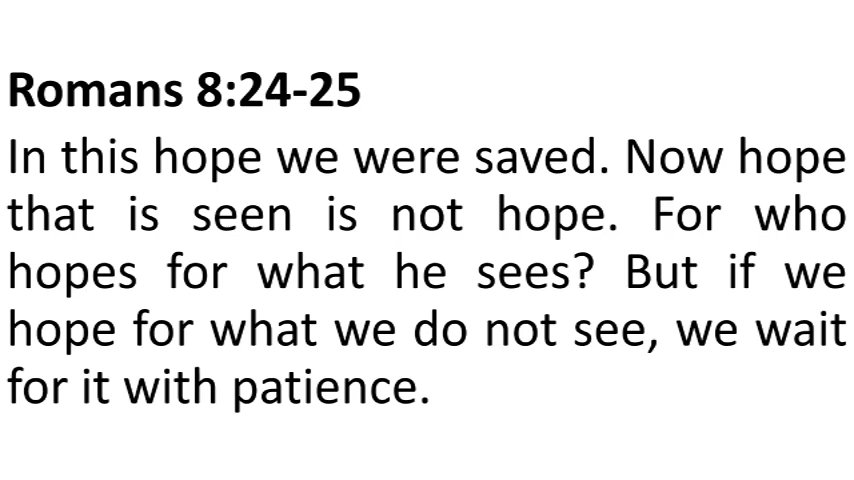 Romans 8:24-25
In this hope we were saved. Now hope
that is seen is not hope. For who
hopes for what he sees? But if we
hope for what we do not see, we wait
for it with patience.